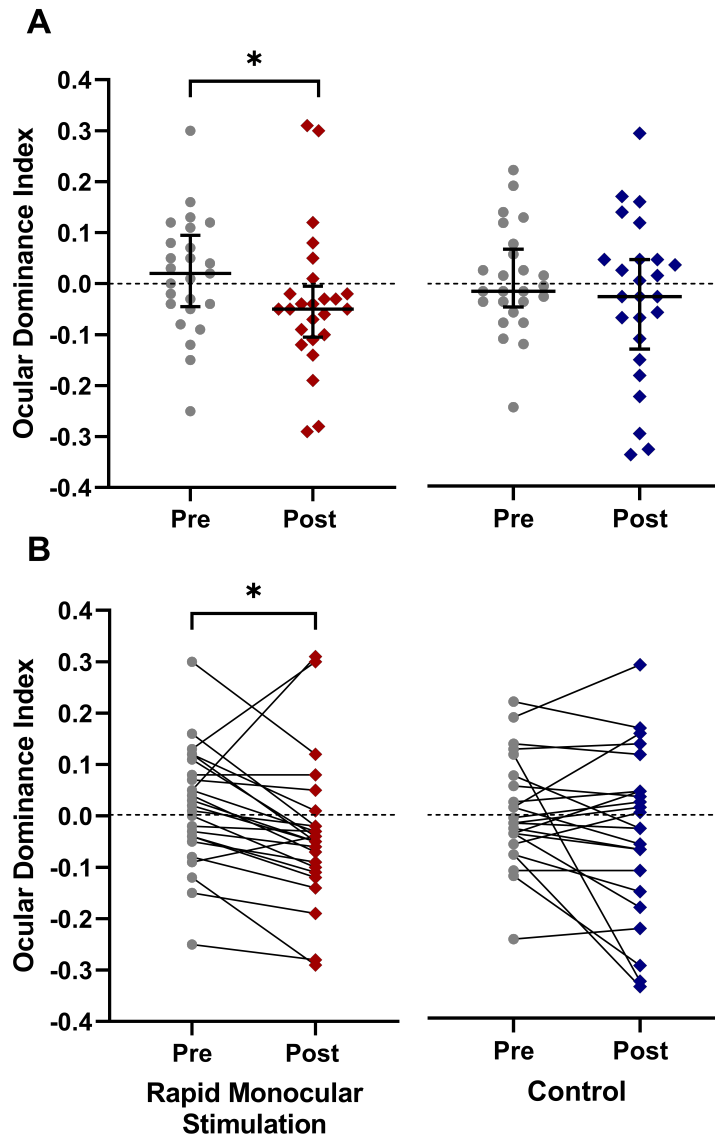 A
*
0.4
0.3
0.2
0.1
0.0
-0.1
-0.2
-0.3
-0.4
Ocular Dominance Index
Pre
Post
Pre
Post
B
*
0.4
0.3
0.2
0.1
0.0
-0.1
-0.2
-0.3
-0.4
Ocular Dominance Index
Pre
Post
Pre
Post
Rapid Monocular
Stimulation
Control